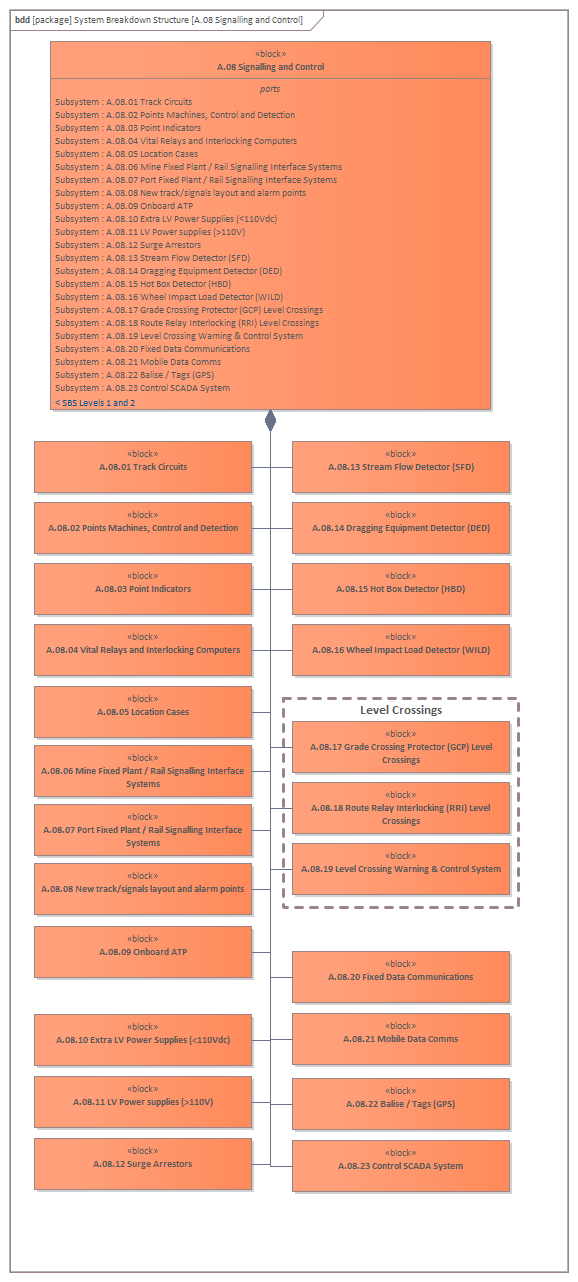 bdd [package] System Breakdown Structure [A.08 Signalling and Control]
«block»
A.08 Signalling and Control
parts
Subsystem : A.08.01 Track Circuits
Subsystem : A.08.02 Points Machines, Control and Detection
Subsystem : A.08.03 Point Indicators
Subsystem : A.08.04 Vital Relays and Interlocking Computers
Subsystem : A.08.05 Location Cases
Subsystem : A.08.06 Mine Fixed Plant / Rail Signalling Interface Systems
Subsystem : A.08.07 Port Fixed Plant / Rail Signalling Interface Systems
Subsystem : A.08.08 New track/signals layout and alarm points
Subsystem : A.08.09 Onboard ATP
Subsystem : A.08.10 Extra LV Power Supplies (<110Vdc)
Subsystem : A.08.11 LV Power supplies (>110V)
Subsystem : A.08.12 Surge Arrestors
Subsystem : A.08.13 Stream Flow Detector (SFD)
Subsystem : A.08.14 Dragging Equipment Detector (DED)
Subsystem : A.08.15 Hot Box Detector (HBD)
Subsystem : A.08.16 Wheel Impact Load Detector (WILD)
Subsystem : A.08.17 Grade Crossing Protector (GCP) Level Crossings
Subsystem : A.08.18 Route Relay Interlocking (RRI) Level Crossings
Subsystem : A.08.19 Level Crossing Warning & Control System
Subsystem : A.08.20 Fixed Data Communications
Subsystem : A.08.21 Mobile Data Comms
Subsystem : A.08.22 Balise / Tags (GPS)
Subsystem : A.08.23 Control SCADA System
< SBS Levels 1 and 2
«block»
A.08.01 Track Circuits
«block»
A.08.02 Points Machines, Control and Detection
«block»
A.08.03 Point Indicators
«block»
A.08.04 Vital Relays and Interlocking Computers
«block»
A.08.05 Location Cases
«block»
A.08.06 Mine Fixed Plant / Rail Signalling Interface
Systems
«block»
A.08.07 Port Fixed Plant / Rail Signalling Interface
Systems
«block»
A.08.08 New track/signals layout and alarm points
«block»
A.08.09 Onboard ATP
«block»
A.08.10 Extra LV Power Supplies (<110Vdc)
«block»
A.08.11 LV Power supplies (>110V)
«block»
A.08.12 Surge Arrestors
«block»
A.08.13 Stream Flow Detector (SFD)
«block»
A.08.14 Dragging Equipment Detector (DED)
«block»
A.08.15 Hot Box Detector (HBD)
«block»
A.08.16 Wheel Impact Load Detector (WILD)
Level Crossings
«block»
A.08.17 Grade Crossing Protector (GCP) Level
Crossings
«block»
A.08.18 Route Relay Interlocking (RRI) Level
Crossings
«block»
A.08.19 Level Crossing Warning & Control System
«block»
A.08.20 Fixed Data Communications
«block»
A.08.21 Mobile Data Comms
«block»
A.08.22 Balise / Tags (GPS)
«block»
A.08.23 Control SCADA System